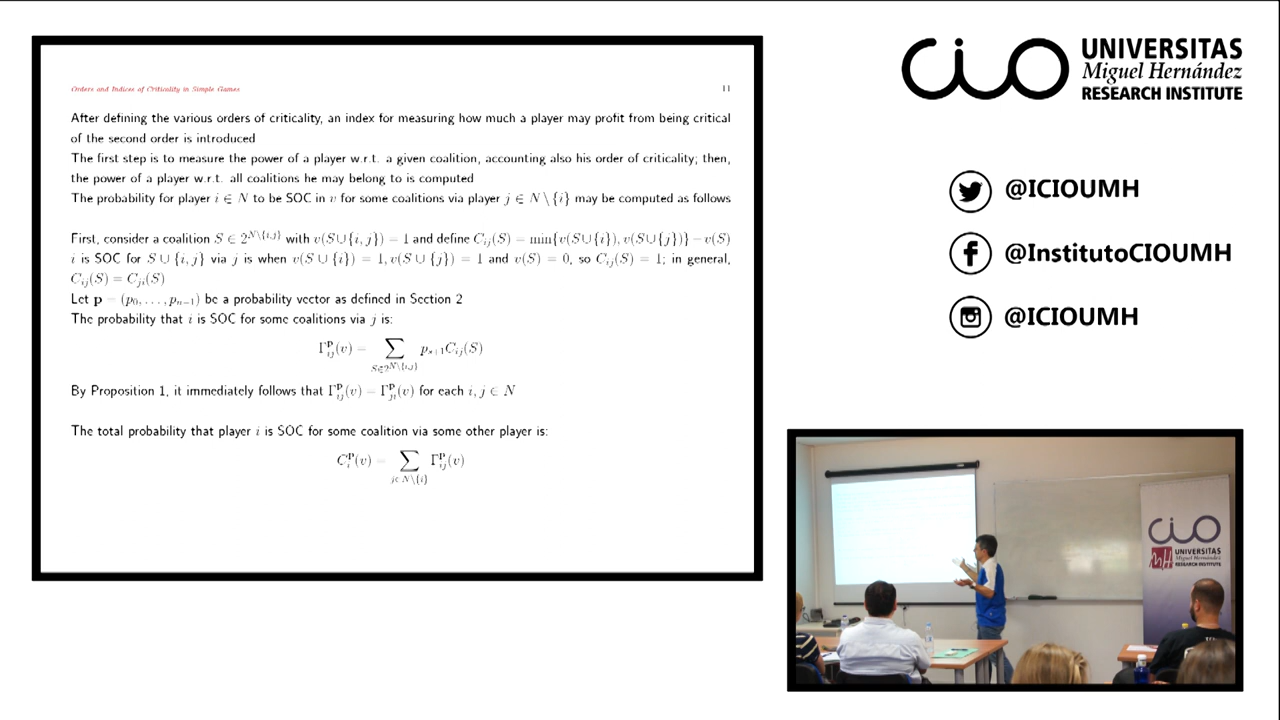 Orders and Indices of Criticality in Simple Games 11
After defining the various orders of criticality, an index for measuring how much a player may profit from being critical
of the second order is introduced
The first step is to measure the power of a player w.r.t. a given coalition, accounting also his order of criticality; then,
the power of a player w.r.t. all coalitions he may belong to is computed
The probability for player i ∈ N to be SOC in v for some coalitions via player j ∈ N\{i} may be computed as follows
First, consider a coalition S ∈ 2^{N\{i,j}} with v(S∪{i,j}) = 1 and define C_{ij}(S) = min{v(S∪{i}), v(S∪{j})} − v(S)
i is SOC for S ∪ {i, j} via j is when v(S ∪ {i}) = 1, v(S ∪ {j}) = 1 and v(S) = 0, so C_{ij}(S) = 1; in general,
C_{ij}(S) = C_{ji}(S)
Let p = (p_0, . . . , p_{n−1}) be a probability vector as defined in Section 2
The probability that i is SOC for some coalitions via j is:
Γ^p_{ij}(v) = ∑_{S∈2^{N\{i,j}}} p_{s+1} C_{ij}(S)
By Proposition 1, it immediately follows that Γ^p_{ij}(v) = Γ^p_{ji}(v) for each i, j ∈ N
The total probability that player i is SOC for some coalition via some other player is:
C^p_i(v) = ∑_{j∈N\{i}} Γ^p_{ij}(v)
CIO UNIVERSITAS
Miguel Hernández
RESEARCH INSTITUTE
@ICIOUMH
@InstitutoCIOUMH
@ICIOUMH
CIO
UNIVERSITAS
Miguel Hernández
RESEARCH INSTITUTE